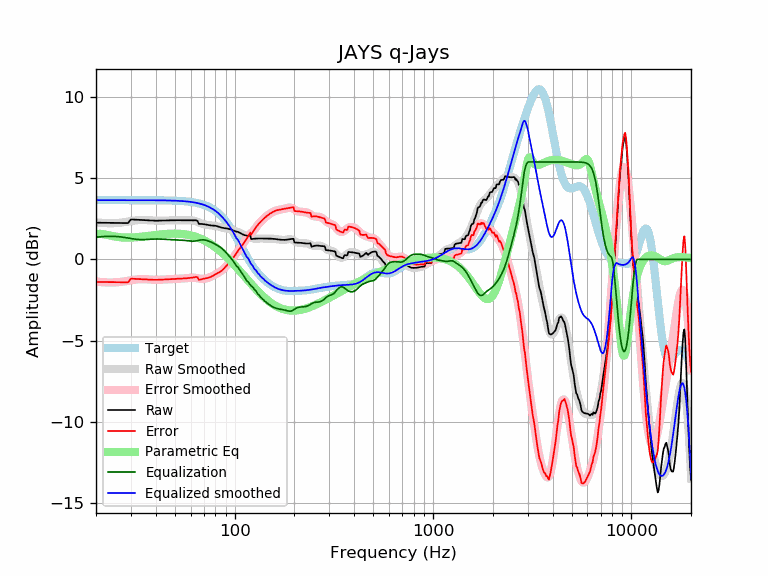 JAYS q-Jays
Amplitude (dBr)
10
5
0
−5
−10
−15
Target
Raw Smoothed
Error Smoothed
Raw
Error
Parametric Eq
Equalization
Equalized smoothed
100
1000
10000
Frequency (Hz)